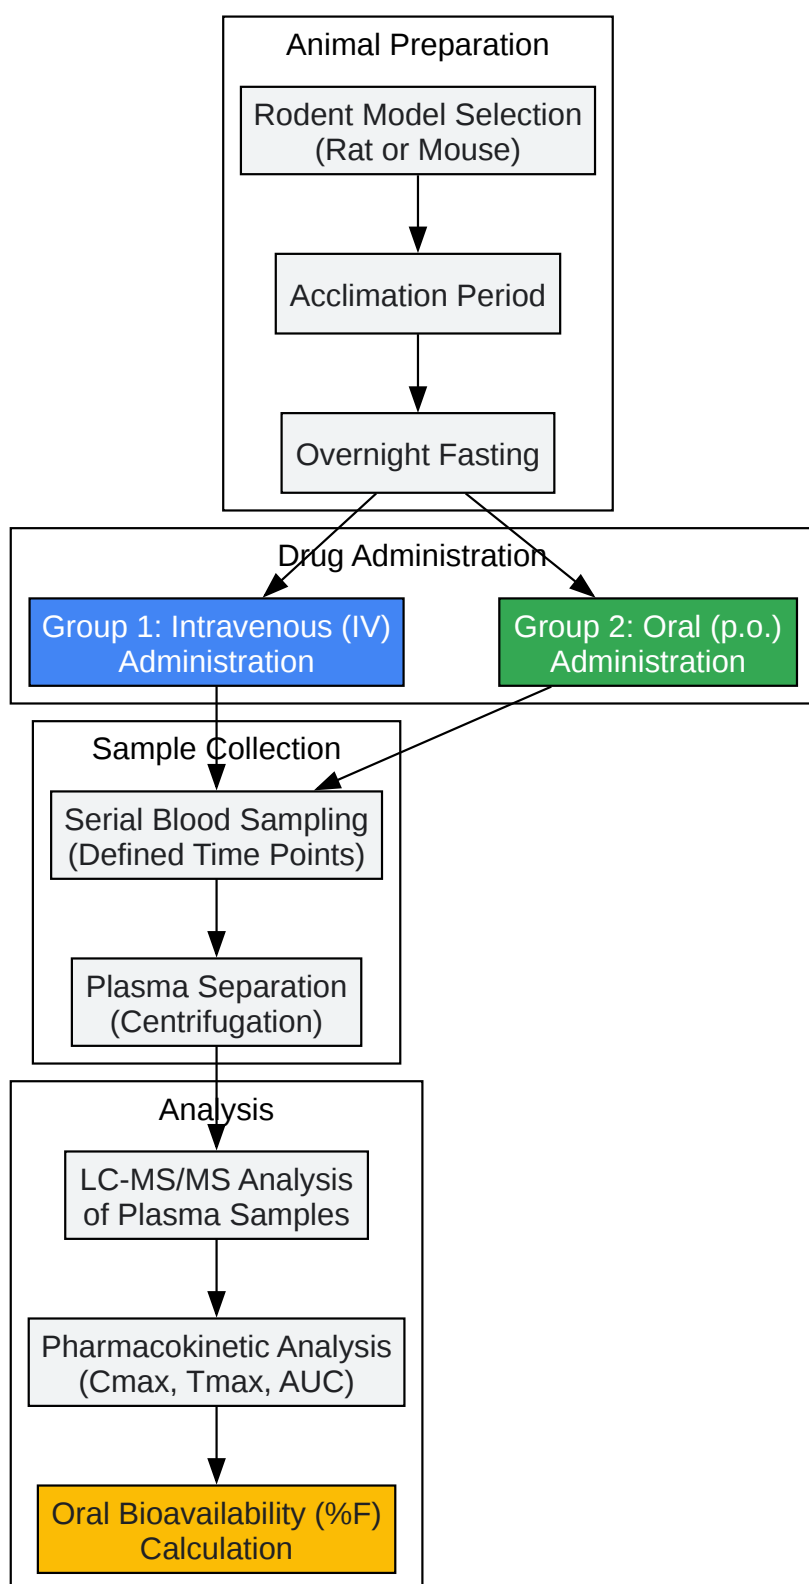 Animal Preparation
Rodent Model Selection
(Rat or Mouse)
Acclimation Period
Overnight Fasting
Drug Administration
Group 1: Intravenous (IV)
Administration
Group 2: Oral (p.o.)
Administration
Sample Collection
Serial Blood Sampling
(Defined Time Points)
Plasma Separation
(Centrifugation)
Analysis
LC-MS/MS Analysis
of Plasma Samples
Pharmacokinetic Analysis
(Cmax, Tmax, AUC)
Oral Bioavailability (%F)
Calculation